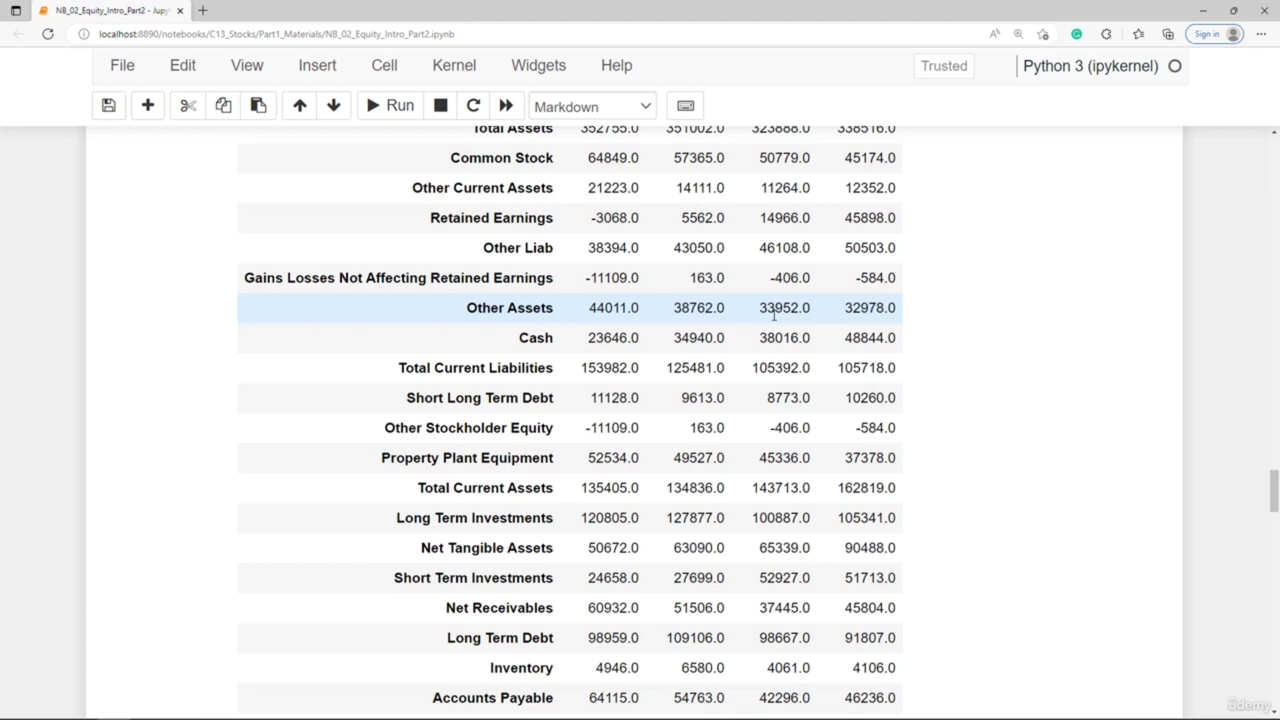 NB_02_Equity_Intro_Part2 - Jupy
localhost:8890/notebooks/C13_Stocks/Part1_Materials/NB_02_Equity_Intro_Part2.ipynb
Sign in
File Edit View Insert Cell Kernel Widgets Help Trusted Python 3 (ipykernel)
Run Markdown
Total Assets 352755.0 351002.0 323888.0 338516.0
Common Stock 64849.0 57365.0 50779.0 45174.0
Other Current Assets 21223.0 14111.0 11264.0 12352.0
Retained Earnings -3068.0 5562.0 14966.0 45898.0
Other Liab 38394.0 43050.0 46108.0 50503.0
Gains Losses Not Affecting Retained Earnings -11109.0 163.0 -406.0 -584.0
Other Assets 44011.0 38762.0 33952.0 32978.0
Cash 23646.0 34940.0 38016.0 48844.0
Total Current Liabilities 153982.0 125481.0 105392.0 105718.0
Short Long Term Debt 11128.0 9613.0 8773.0 10260.0
Other Stockholder Equity -11109.0 163.0 -406.0 -584.0
Property Plant Equipment 52534.0 49527.0 45336.0 37378.0
Total Current Assets 135405.0 134836.0 143713.0 162819.0
Long Term Investments 120805.0 127877.0 100887.0 105341.0
Net Tangible Assets 50672.0 63090.0 65339.0 90488.0
Short Term Investments 24658.0 27699.0 52927.0 51713.0
Net Receivables 60932.0 51506.0 37445.0 45804.0
Long Term Debt 98959.0 109106.0 98667.0 91807.0
Inventory 4946.0 6580.0 4061.0 4106.0
Accounts Payable 64115.0 54763.0 42296.0 46236.0
Udemy